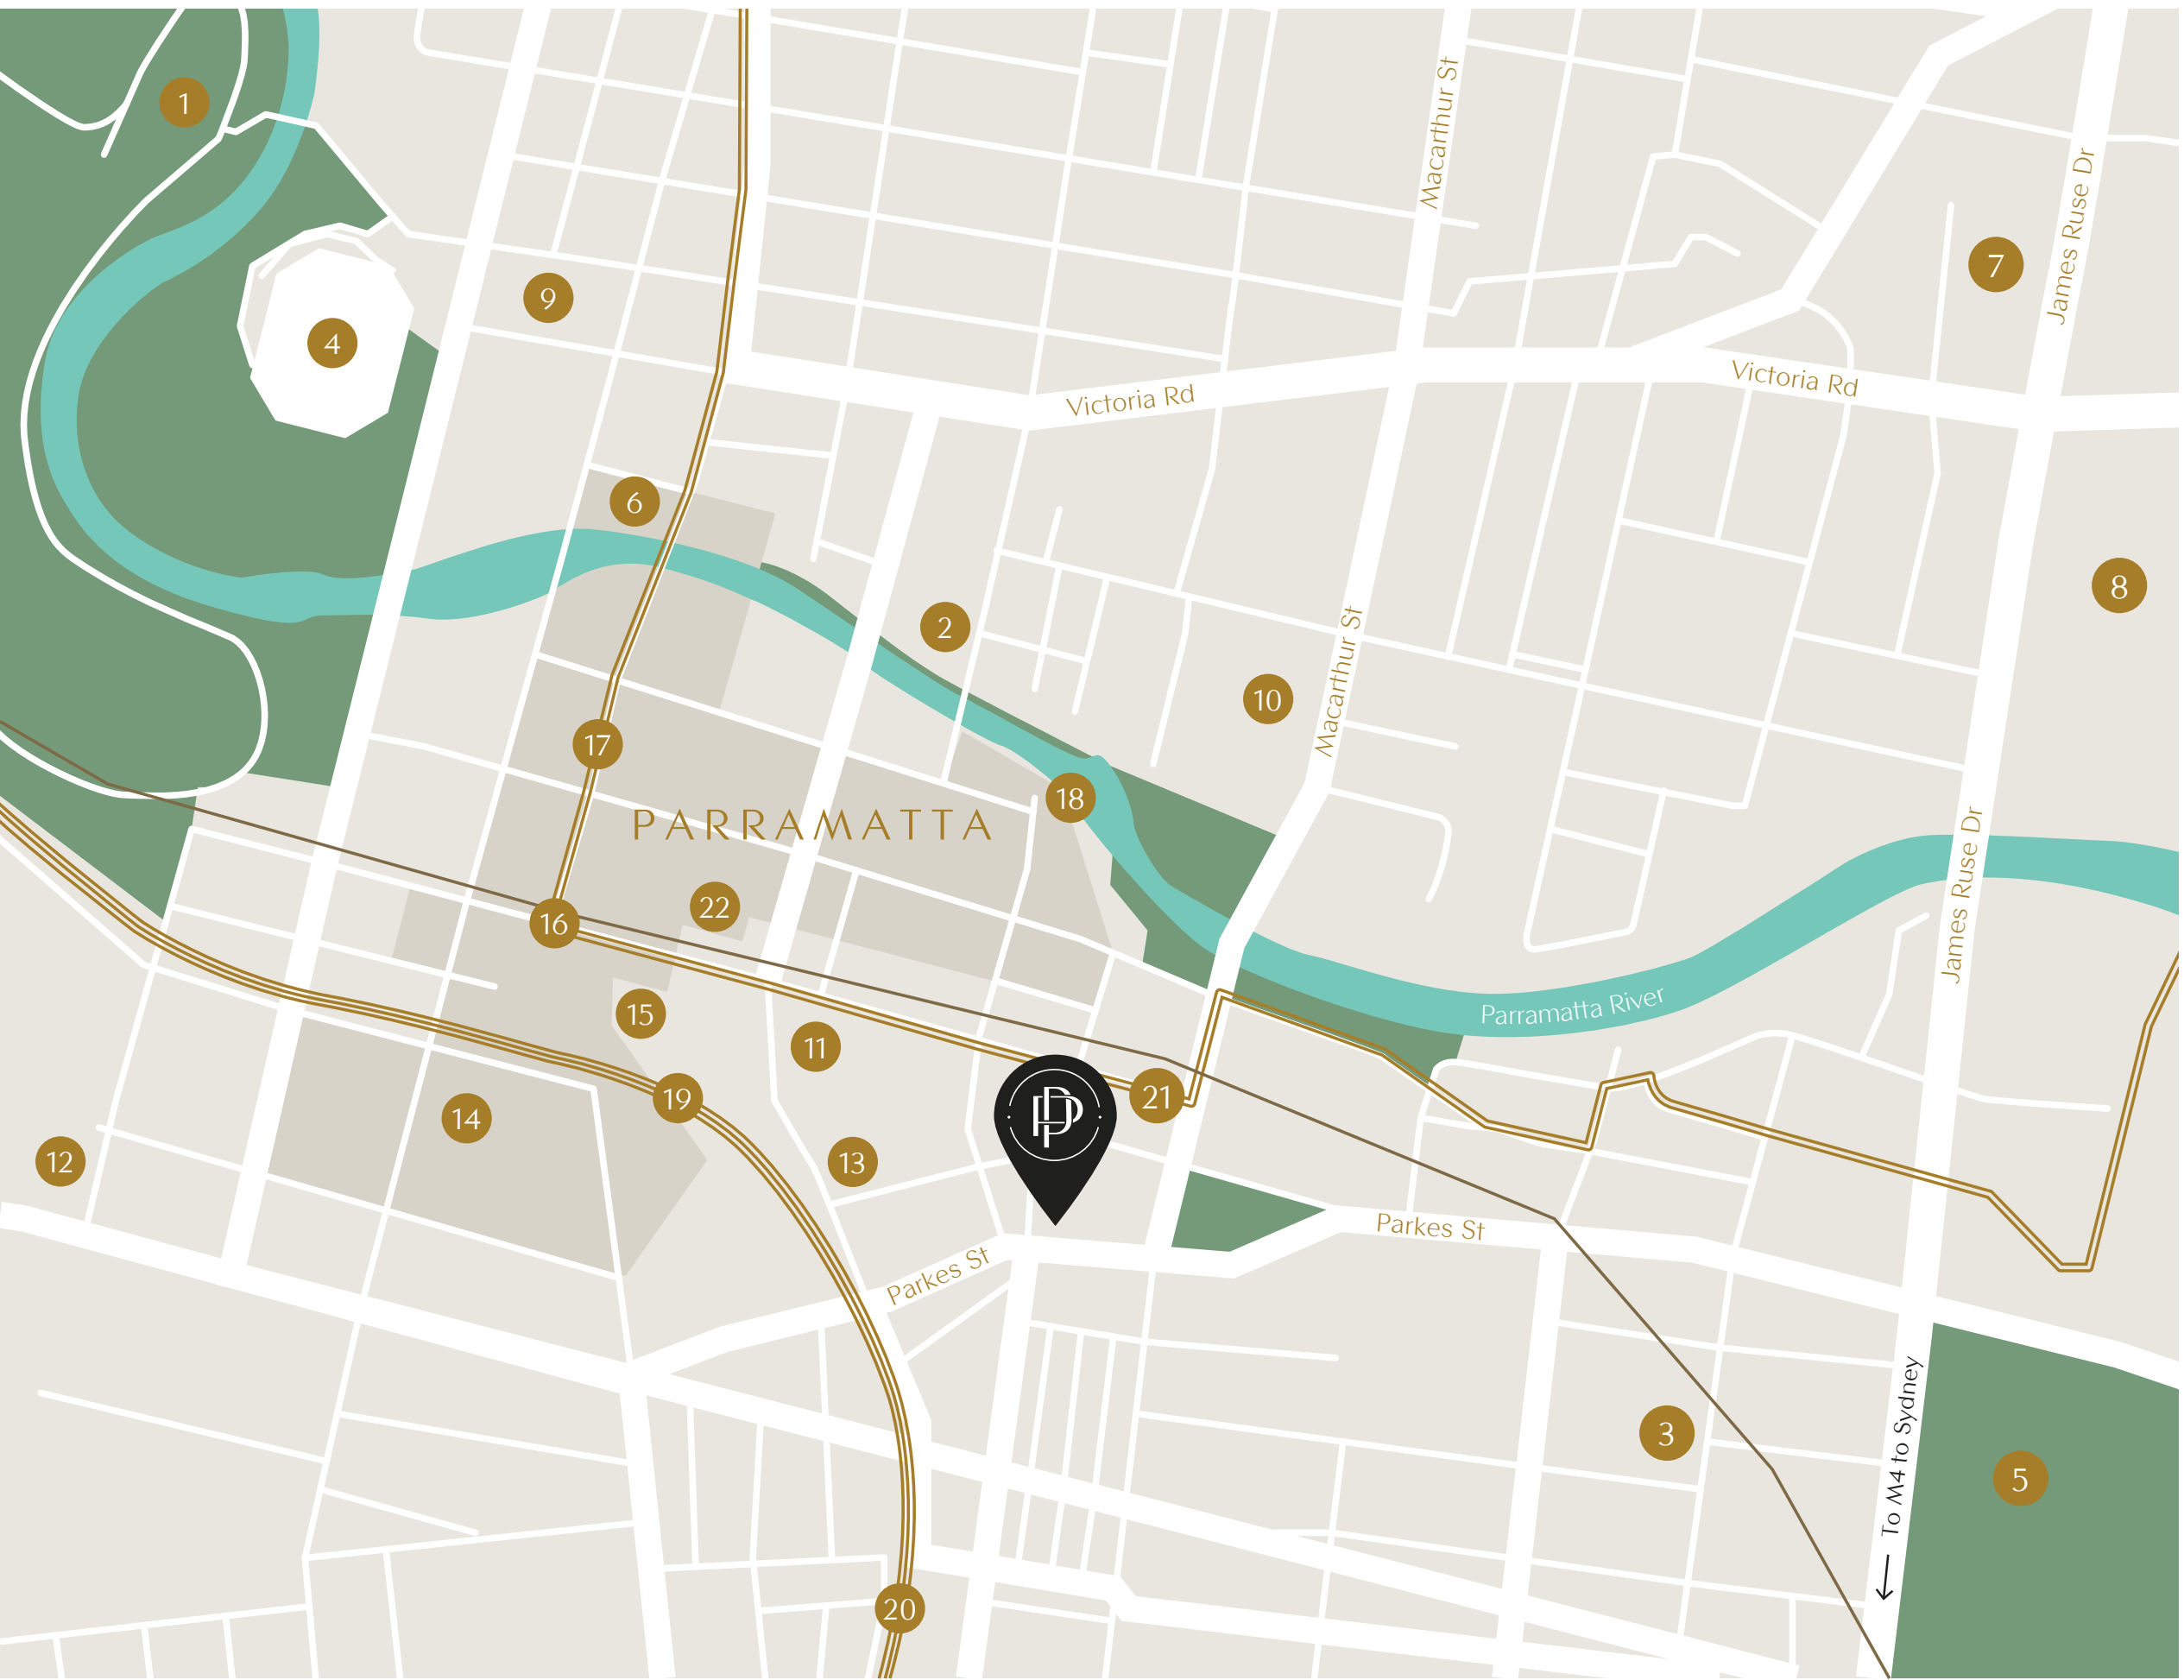 1
Macarthur St
James Ruse Dr
7
9
4
Victoria Rd
Victoria Rd
6
8
2
Macarthur St
10
17
18
PARRAMATTA
James Ruse Dr
22
16
Parramatta River
15
11
21
19
14
DP
12
13
Parkes St
Parkes St
To M4 to Sydney
3
5
20